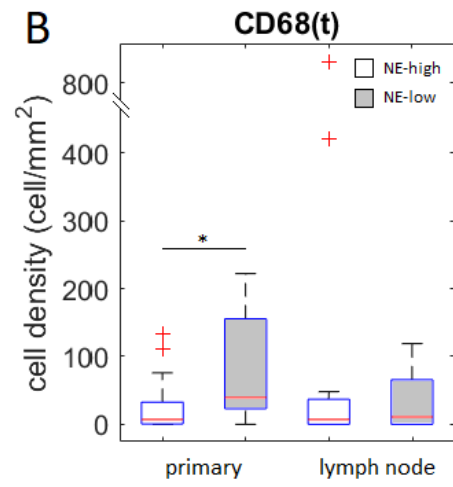 B
CD68(t)
cell density (cell/mm²)
800
400
300
200
100
0
NE-high
NE-low
*
primary
lymph node